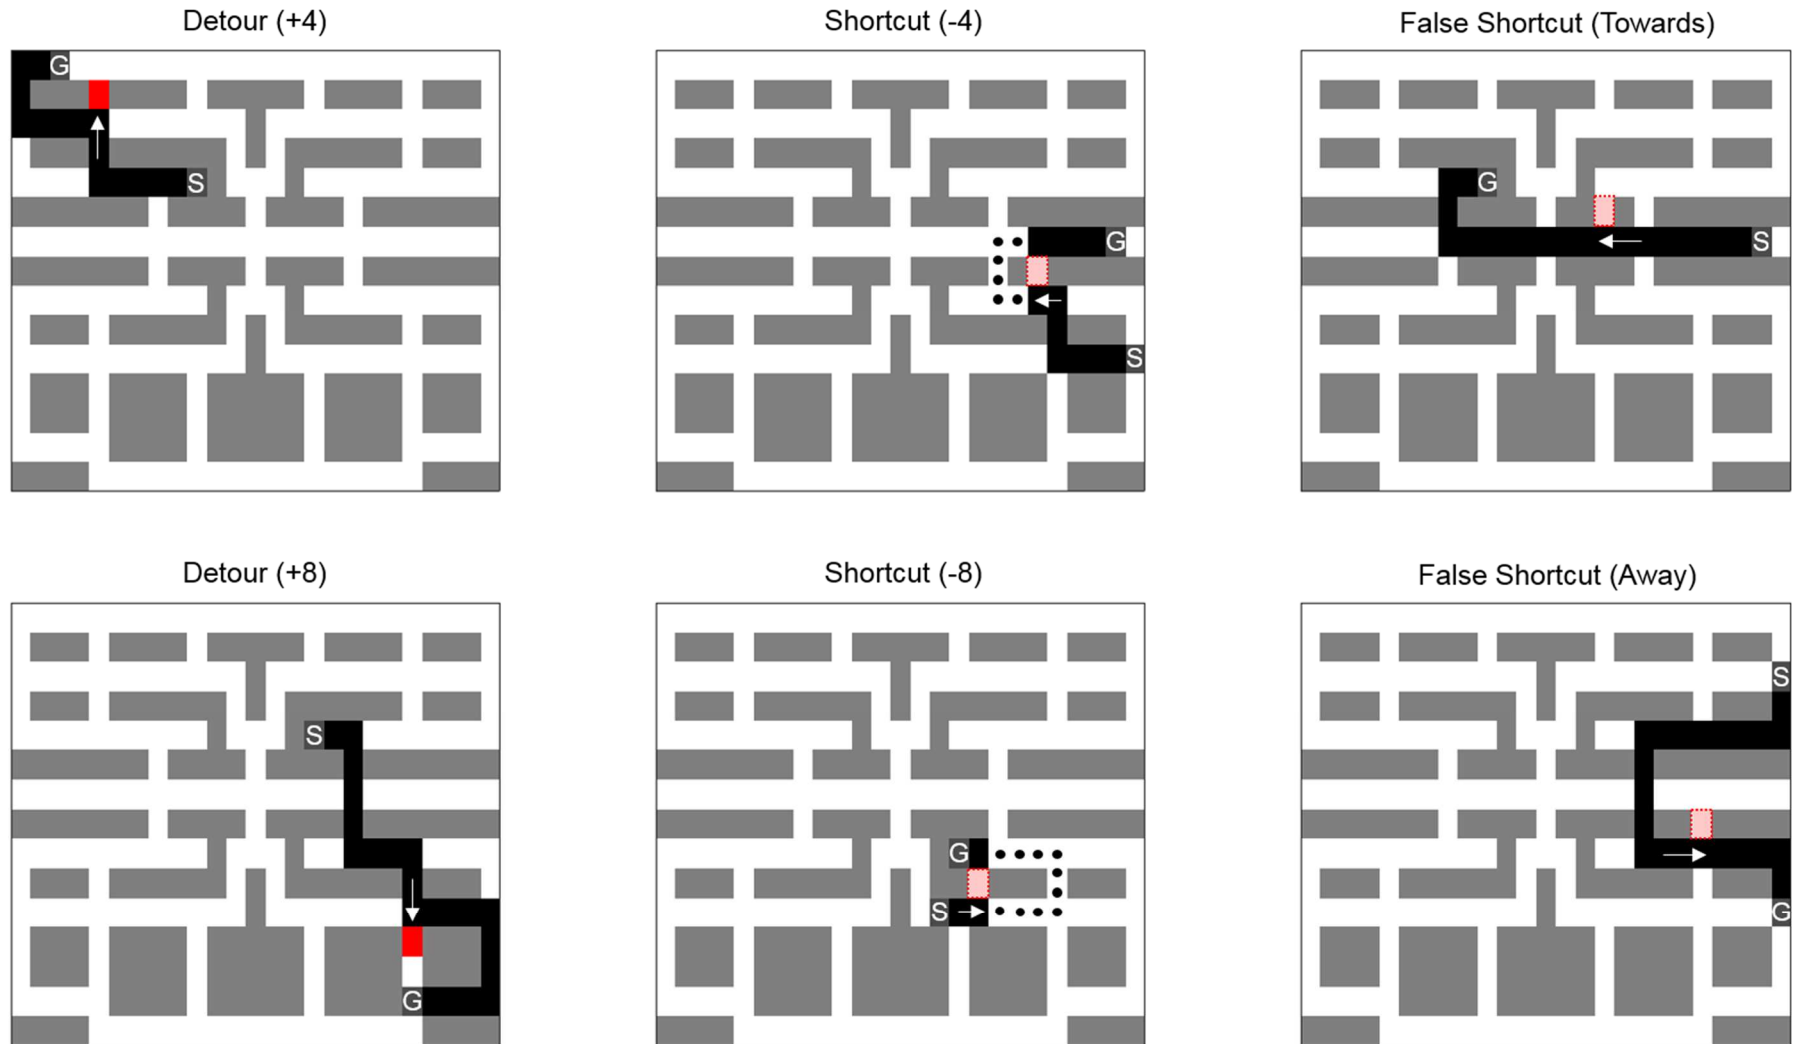 Detour (+4)
Shortcut (-4)
False Shortcut (Towards)
G
S
G
S
G
S
Detour (+8)
Shortcut (-8)
False Shortcut (Away)
S
G
G
S
S
G